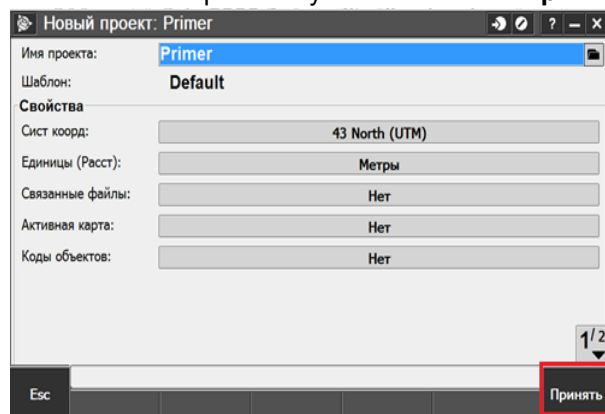 Новый проект: Primer
? – ×
Имя проекта: Primer
Шаблон: Default
Свойства
Сист коорд: 43 North (UTM)
Единицы (Расст): Метры
Связанные файлы: Нет
Активная карта: Нет
Коды объектов: Нет
1/2
Esc Принять